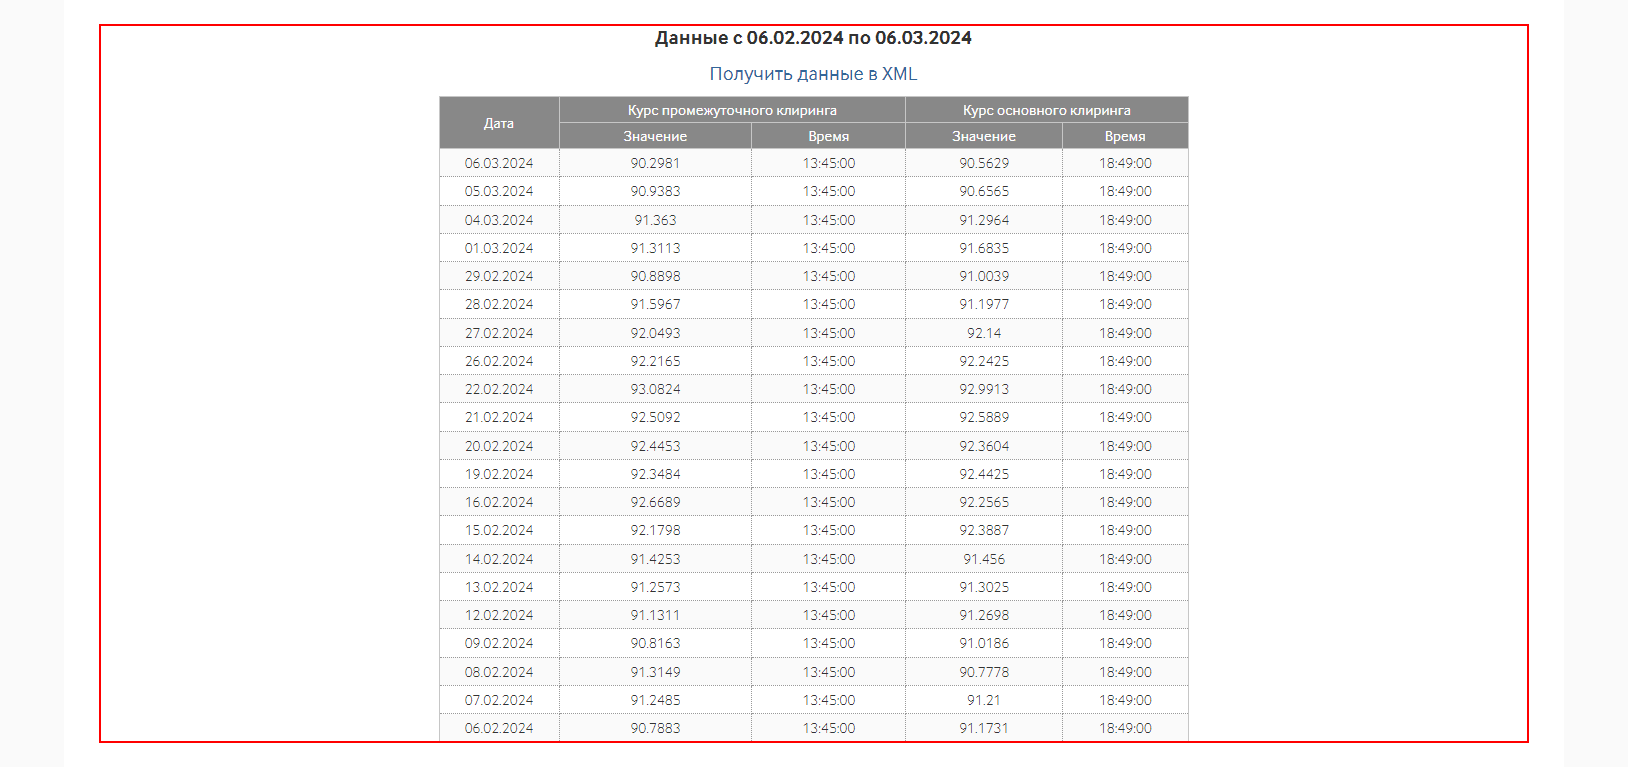 Данные с 06.02.2024 по 06.03.2024
Получить данные в XML
Дата Курс промежуточного клиринга Курс основного клиринга
Значение Время Значение Время
06.03.2024 90.2981 13:45:00 90.5629 18:49:00
05.03.2024 90.9383 13:45:00 90.6565 18:49:00
04.03.2024 91.363 13:45:00 91.2964 18:49:00
01.03.2024 91.3113 13:45:00 91.6835 18:49:00
29.02.2024 90.8898 13:45:00 91.0039 18:49:00
28.02.2024 91.5967 13:45:00 91.1977 18:49:00
27.02.2024 92.0493 13:45:00 92.14 18:49:00
26.02.2024 92.2165 13:45:00 92.2425 18:49:00
22.02.2024 93.0824 13:45:00 92.9913 18:49:00
21.02.2024 92.5092 13:45:00 92.5889 18:49:00
20.02.2024 92.4453 13:45:00 92.3604 18:49:00
19.02.2024 92.3484 13:45:00 92.4425 18:49:00
16.02.2024 92.6689 13:45:00 92.2565 18:49:00
15.02.2024 92.1798 13:45:00 92.3887 18:49:00
14.02.2024 91.4253 13:45:00 91.456 18:49:00
13.02.2024 91.2573 13:45:00 91.3025 18:49:00
12.02.2024 91.1311 13:45:00 91.2698 18:49:00
09.02.2024 90.8163 13:45:00 91.0186 18:49:00
08.02.2024 91.3149 13:45:00 90.7778 18:49:00
07.02.2024 91.2485 13:45:00 91.21 18:49:00
06.02.2024 90.7883 13:45:00 91.1731 18:49:00